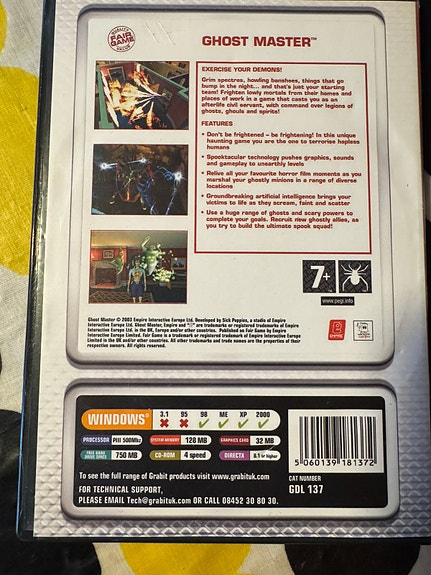 QUALITY
FAIR
GAME
VALUE
GHOST MASTER™
EXERCISE YOUR DEMONS!
Grim spectres, howling banshees, things that go
bump in the night... and that's just your starting
team! Frighten lowly mortals from their homes and
places of work in a game that casts you as an
afterlife civil servant, with command over legions of
ghosts, ghouls and spirits!
FEATURES
• Don't be frightened – be frightening! In this unique
haunting game you are the one to terrorise hapless
humans
• Spooktacular technology pushes graphics, sounds
and gameplay to unearthly levels
• Relive all your favourite horror film moments as you
marshal your ghostly minions in a range of diverse
locations
• Groundbreaking artificial intelligence brings your
victims to life as they scream, faint and scatter
• Use a huge range of ghosts and scary powers to
complete your goals. Recruit new ghostly allies, as
you try to build the ultimate spook squad!
7+
www.pegi.info
Ghost Master © 2003 Empire Interactive Europe Ltd. Developed by Sick Puppies, a studio of Empire
Interactive Europe Ltd. Ghost Master, Empire and "E" are trademarks or registered trademarks of Empire
Interactive Europe Ltd. in the UK, Europe and/or other countries. Published on Fair Game by Empire
Interactive Europe Limited. Fair Game is a trademark or registered trademark of Empire Interactive Europe
Limited in the UK and/or other countries. All other trademarks and trade names are the properties of their
respective owners. All rights reserved.
EMPIRE
WINDOWS® 3.1 95 98 ME XP 2000
PROCESSOR PIII 500Mhz SYSTEM MEMORY 128 MB GRAPHICS CARD 32 MB
FREE HARD DRIVE SPACE 750 MB CD-ROM 4 speed DIRECTX 8.1 or higher
To see the full range of Grabit products visit www.grabituk.com
FOR TECHNICAL SUPPORT,
PLEASE EMAIL Tech@grabituk.com OR CALL 08452 30 80 30.
5 060139 181372
CAT NUMBER
GDL 137